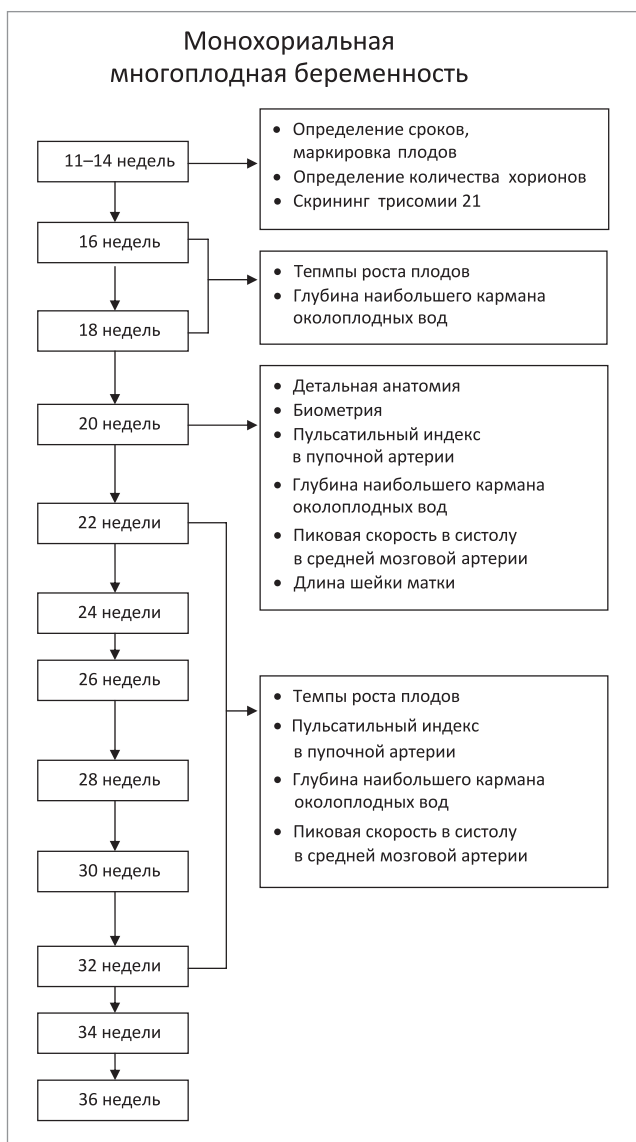 Монохориальная
многоплодная беременность
11–14 недель
• Определение сроков,
маркировка плодов
• Определение количества хорионов
• Скрининг трисомии 21
16 недель
18 недель
• Тепмпы роста плодов
• Глубина наибольшего кармана
околоплодных вод
20 недель
• Детальная анатомия
• Биометрия
• Пульсатильный индекс
в пупочной артерии
• Глубина наибольшего кармана
околоплодных вод
• Пиковая скорость в систолу
в средней мозговой артерии
• Длина шейки матки
22 недели
24 недели
26 недель
28 недель
30 недель
32 недели
• Темпы роста плодов
• Пульсатильный индекс
в пупочной артерии
• Глубина наибольшего кармана
околоплодных вод
• Пиковая скорость в систолу
в средней мозговой артерии
34 недели
36 недель